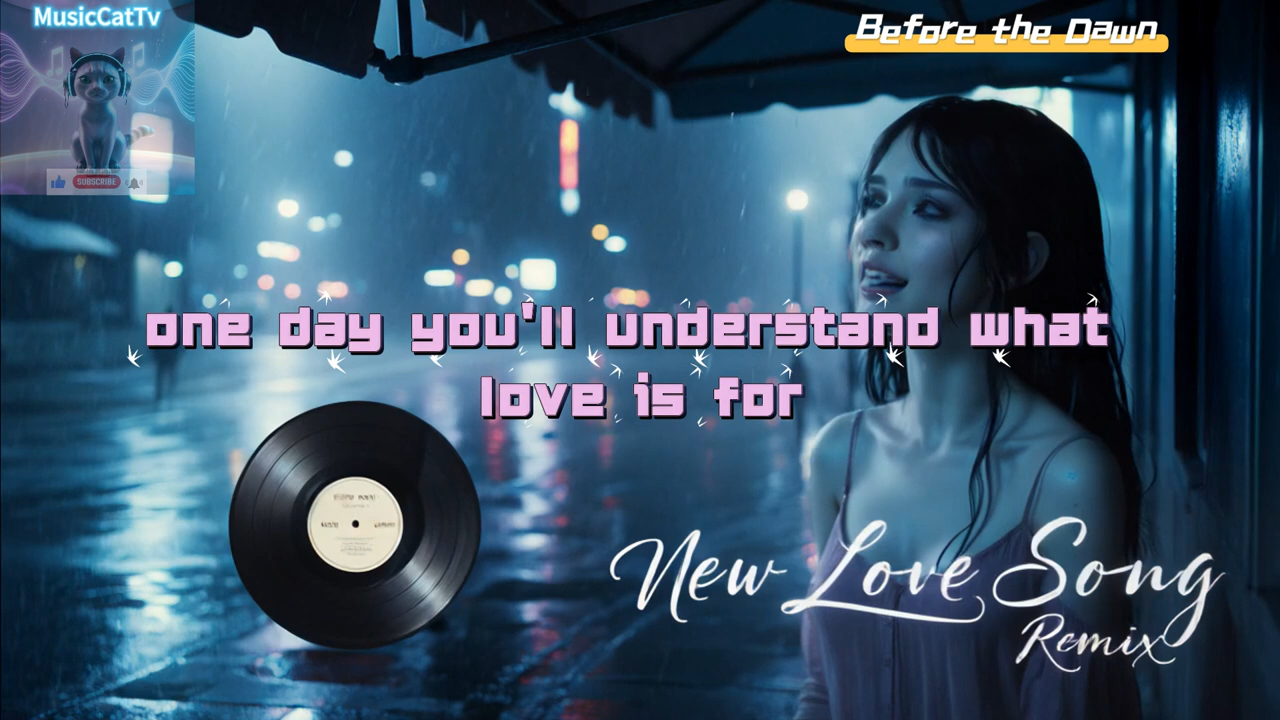 MusicCatTv
Before the Dawn
SUBSCRIBE
one day you'll understand what
love is for
New Love Song
Remix